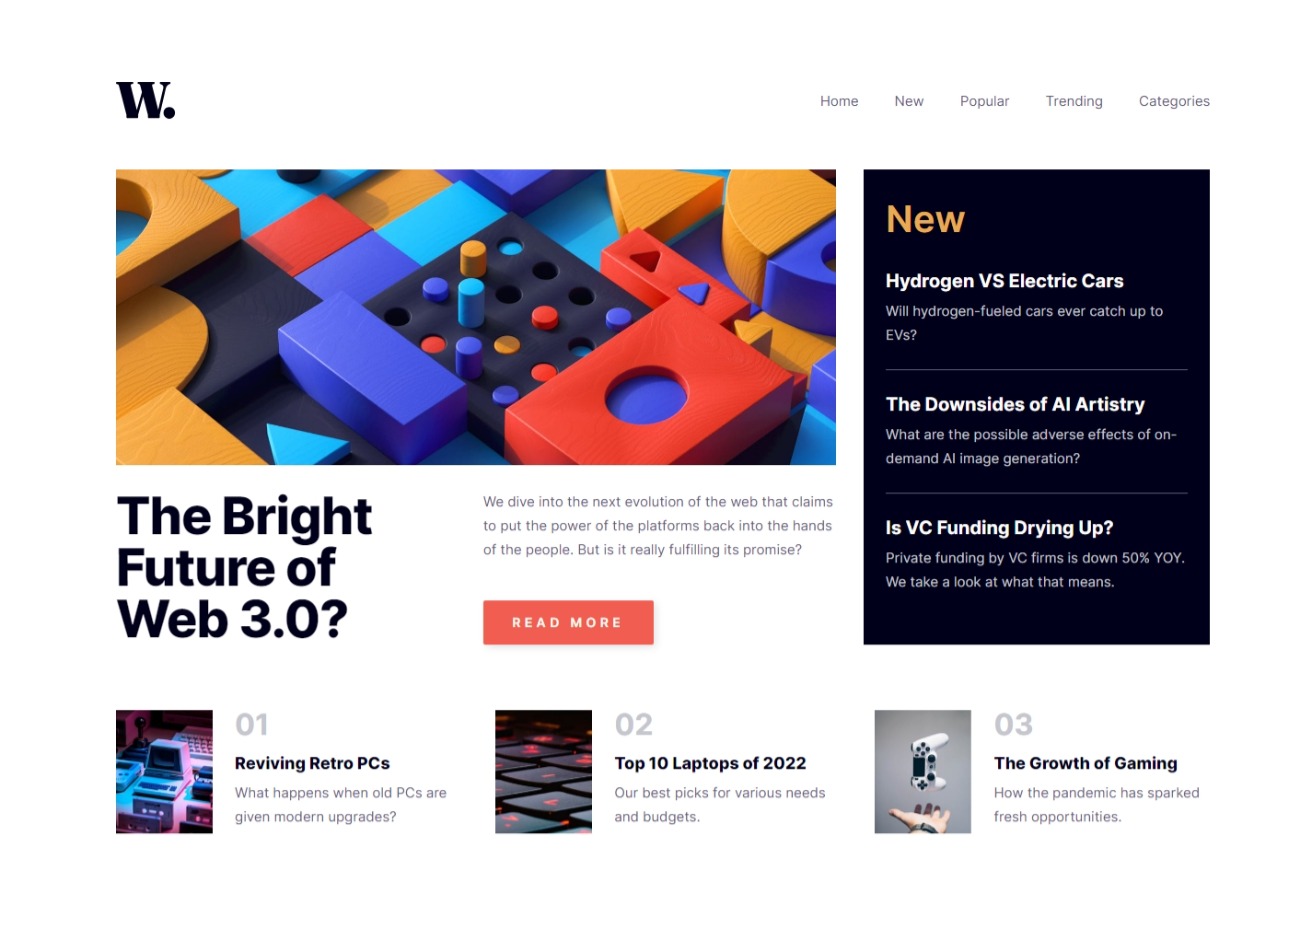 W.
Home New Popular Trending Categories
The Bright
Future of
Web 3.0?
We dive into the next evolution of the web that claims
to put the power of the platforms back into the hands
of the people. But is it really fulfilling its promise?
READ MORE
New
Hydrogen VS Electric Cars
Will hydrogen-fueled cars ever catch up to
EVs?
The Downsides of AI Artistry
What are the possible adverse effects of on-
demand AI image generation?
Is VC Funding Drying Up?
Private funding by VC firms is down 50% YOY.
We take a look at what that means.
01
Reviving Retro PCs
What happens when old PCs are
given modern upgrades?
02
Top 10 Laptops of 2022
Our best picks for various needs
and budgets.
03
The Growth of Gaming
How the pandemic has sparked
fresh opportunities.